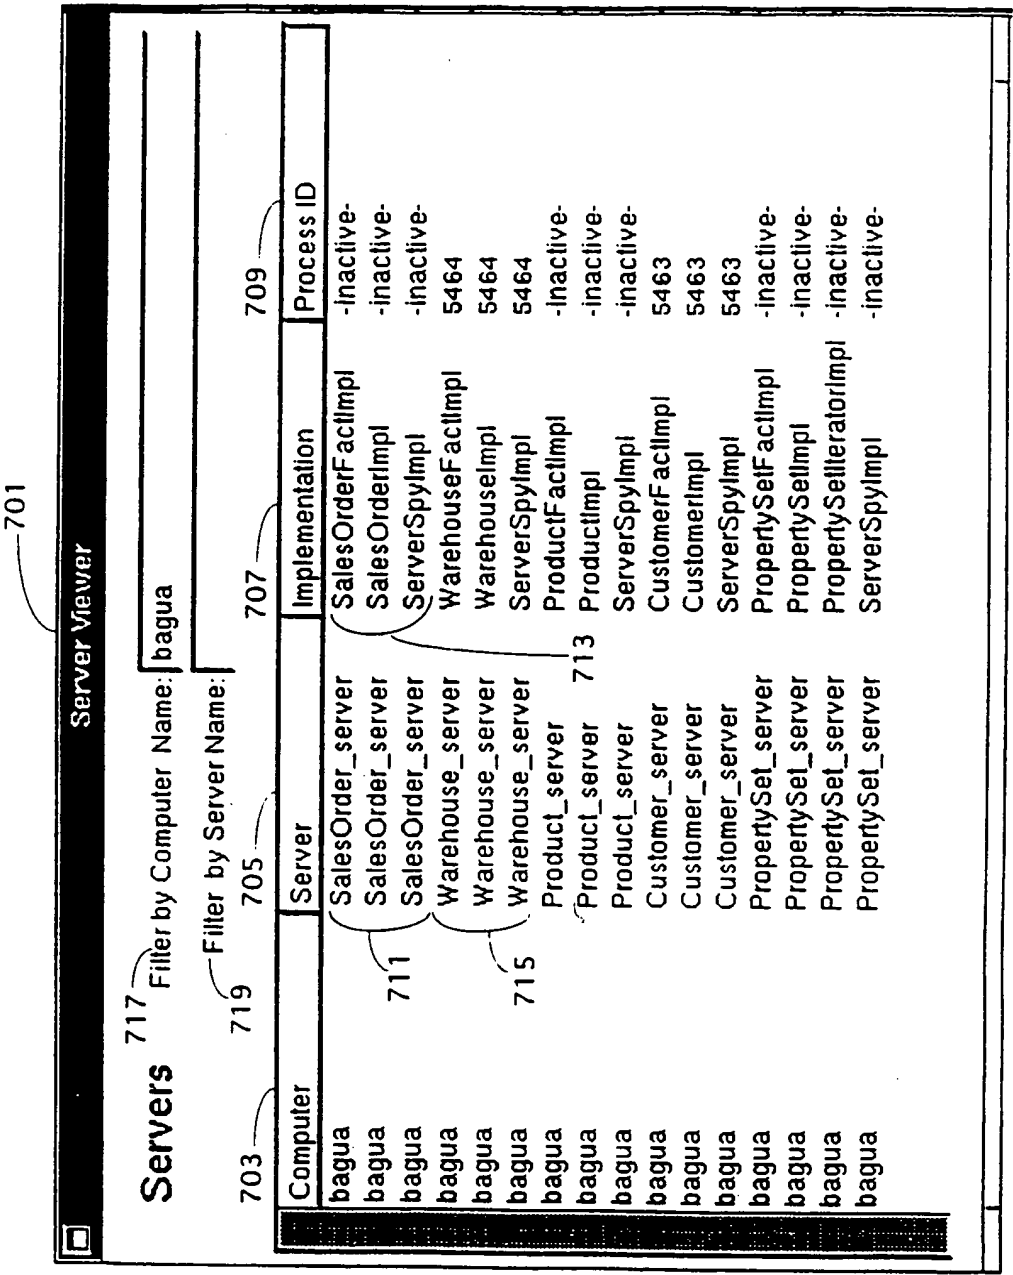 701
Server Viewer
Servers 717 Filter by Computer Name: bagua
719 Filter by Server Name:
703 705 707 709
Computer Server Implementation Process ID
bagua SalesOrder_server SalesOrderFactImpl -inactive-
bagua SalesOrder_server SalesOrderImpl -inactive-
bagua SalesOrder_server ServerSpyImpl -inactive-
bagua Warehouse_server WarehouseFactImpl 5464
bagua Warehouse_server WarehouseImpl 5464
bagua Warehouse_server ServerSpyImpl 5464
bagua Product_server ProductFactImpl -inactive-
bagua Product_server ProductImpl -inactive-
bagua Product_server ServerSpyImpl -inactive-
bagua Customer_server CustomerFactImpl 5463
bagua Customer_server CustomerImpl 5463
bagua Customer_server ServerSpyImpl 5463
bagua PropertySet_server PropertySetFactImpl -inactive-
bagua PropertySet_server PropertySetImpl -inactive-
bagua PropertySet_server PropertySetIteratorImpl -inactive-
bagua PropertySet_server ServerSpyImpl -inactive-
711
715
713